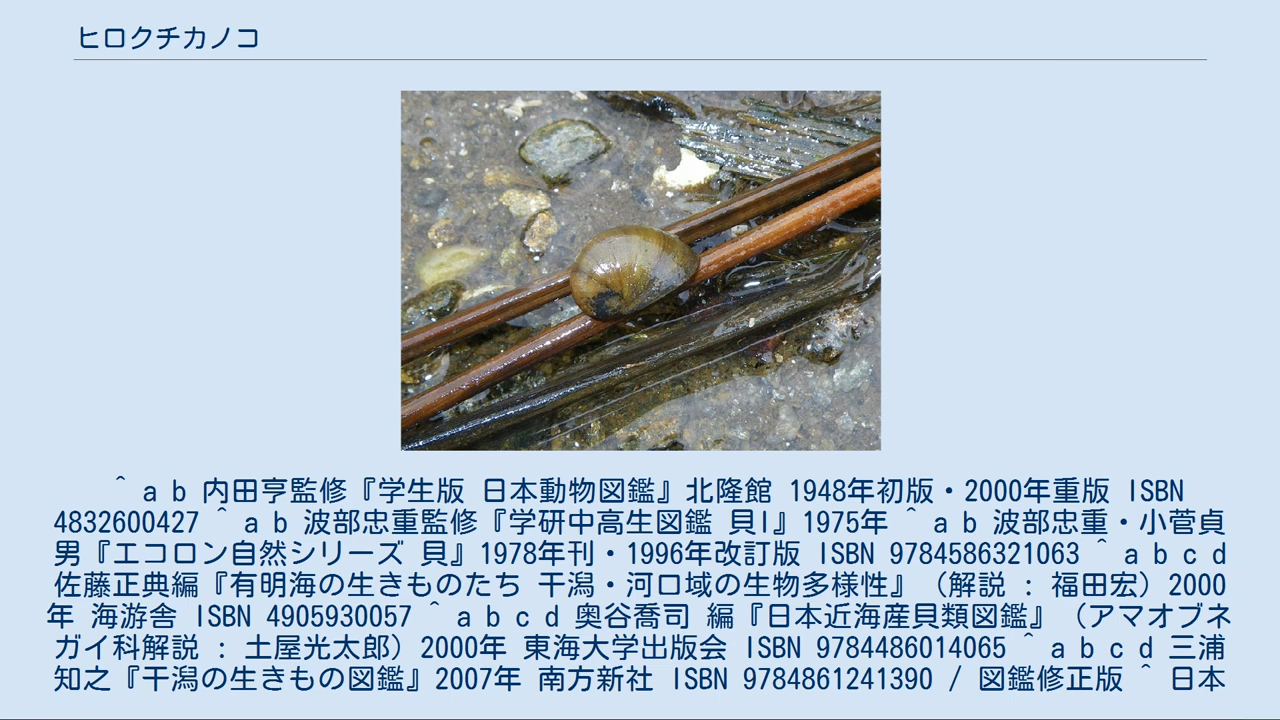 ヒロクチカノコ
^ a b 内田亨監修『学生版 日本動物図鑑』北隆館 1948年初版・2000年重版 ISBN
4832600427 ^ a b 波部忠重監修『学研中高生図鑑 貝I』1975年 ^ a b 波部忠重・小菅貞
男『エコロン自然シリーズ 貝』1978年刊・1996年改訂版 ISBN 9784586321063 ^ a b c d
佐藤正典編『有明海の生きものたち 干潟・河口域の生物多様性』（解説 : 福田宏）2000
年 海游舎 ISBN 4905930057 ^ a b c d 奥谷喬司 編『日本近海産貝類図鑑』（アマオブネ
ガイ科解説 : 土屋光太郎）2000年 東海大学出版会 ISBN 9784486014065 ^ a b c d 三浦
知之『干潟の生きもの図鑑』2007年 南方新社 ISBN 9784861241390 / 図鑑修正版 ^ 日本